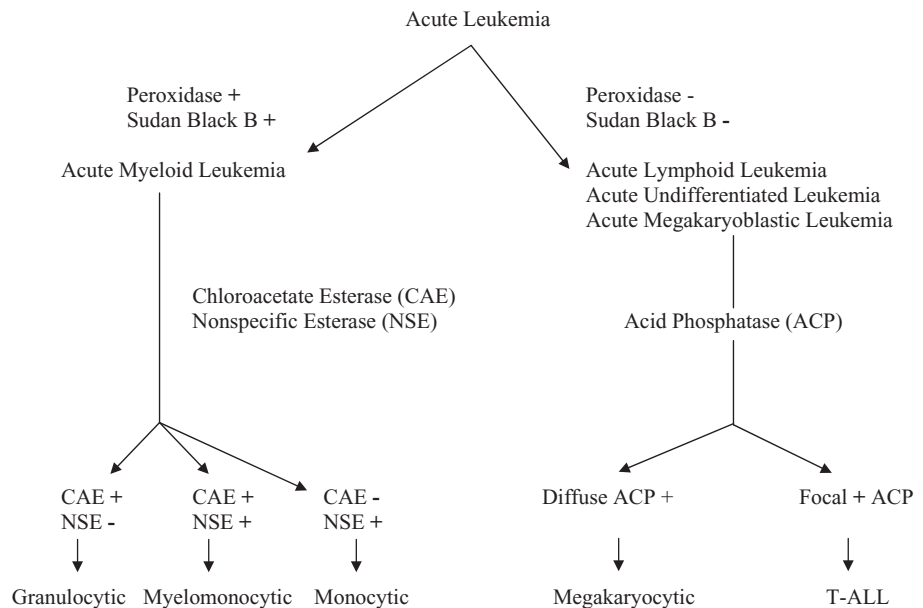 Acute Leukemia
Peroxidase +
Sudan Black B +
Peroxidase -
Sudan Black B -
Acute Myeloid Leukemia
Acute Lymphoid Leukemia
Acute Undifferentiated Leukemia
Acute Megakaryoblastic Leukemia
Chloroacetate Esterase (CAE)
Nonspecific Esterase (NSE)
Acid Phosphatase (ACP)
CAE +
NSE -
CAE +
NSE +
CAE -
NSE +
Diffuse ACP +
Focal + ACP
Granulocytic
Myelomonocytic
Monocytic
Megakaryocytic
T-ALL